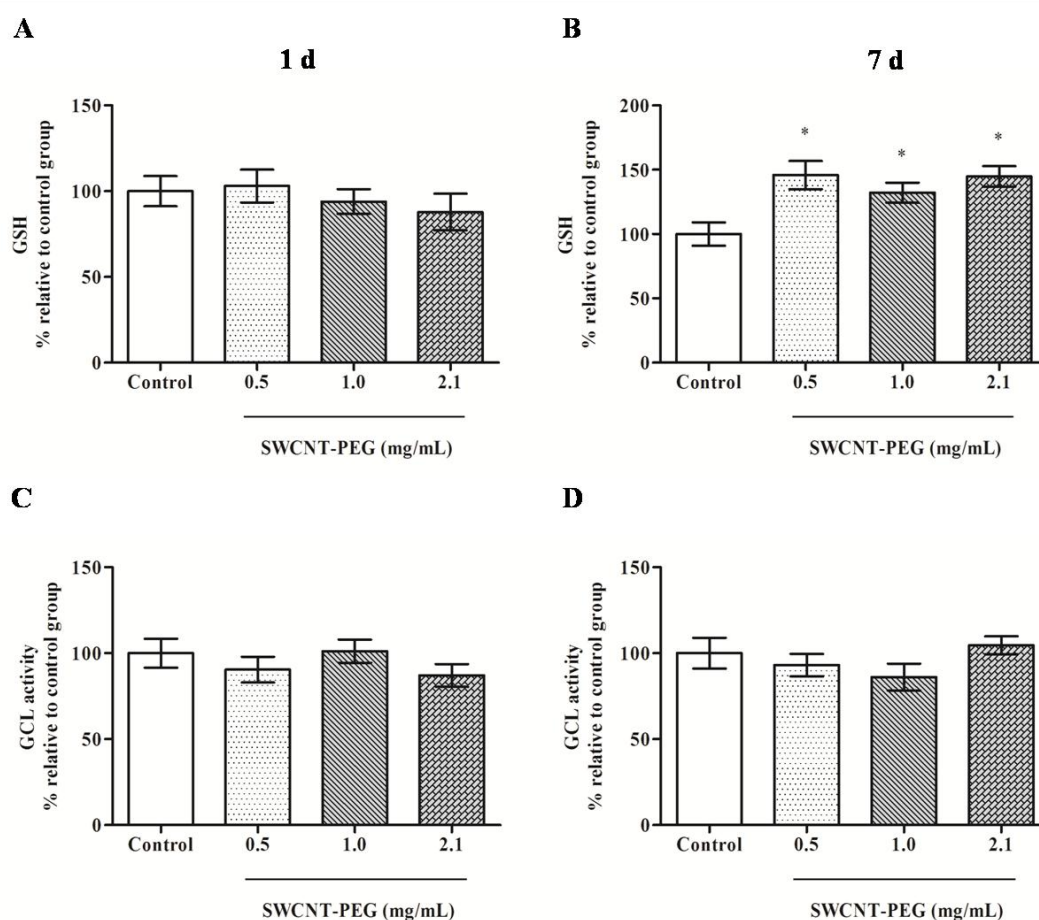 A
1 d
GSH
% relative to control group
150
100
50
0
Control
0.5
1.0
2.1
SWCNT-PEG (mg/mL)
B
7 d
GSH
% relative to control group
200
150
100
50
0
*
*
*
Control
0.5
1.0
2.1
SWCNT-PEG (mg/mL)
C
GCL activity
% relative to control group
150
100
50
0
Control
0.5
1.0
2.1
SWCNT-PEG (mg/mL)
D
GCL activity
% relative to control group
150
100
50
0
Control
0.5
1.0
2.1
SWCNT-PEG (mg/mL)